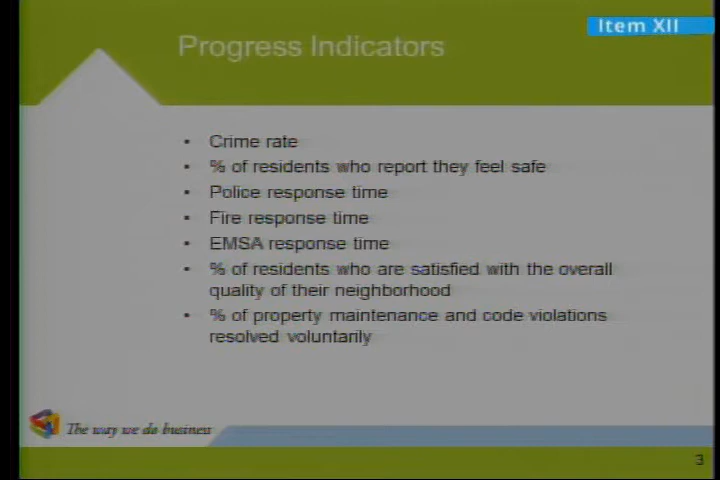 Item XII
Progress Indicators
• Crime rate
• % of residents who report they feel safe
• Police response time
• Fire response time
• EMSA response time
• % of residents who are satisfied with the overall
quality of their neighborhood
• % of property maintenance and code violations
resolved voluntarily
The way we do business
3